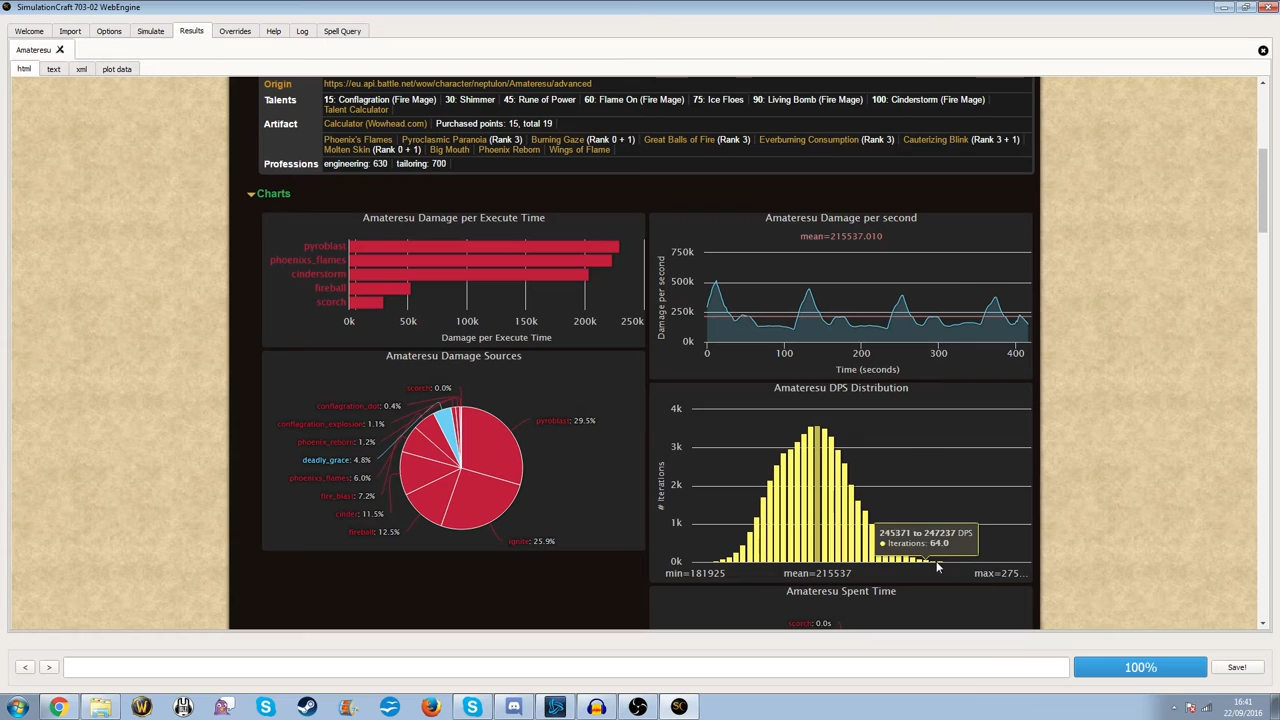 SimulationCraft 703-02 WebEngine
Welcome Import Options Simulate Results Overrides Help Log Spell Query
Amateresu
html text xml plot data
Origin https://eu.api.battle.net/wow/character/neptulon/Amateresu/advanced
Talents 15: Conflagration (Fire Mage) 30: Shimmer 45: Rune of Power 60: Flame On (Fire Mage) 75: Ice Floes 90: Living Bomb (Fire Mage) 100: Cinderstorm (Fire Mage)
Talent Calculator
Artifact Calculator (Wowhead.com) Purchased points: 15, total 19
Phoenix's Flames Pyroclasmic Paranoia (Rank 3) Burning Gaze (Rank 0 + 1) Great Balls of Fire (Rank 3) Everburning Consumption (Rank 3) Cauterizing Blink (Rank 3 + 1)
Molten Skin (Rank 0 + 1) Big Mouth Phoenix Reborn Wings of Flame
Professions engineering: 630 tailoring: 700
Charts
Amateresu Damage per Execute Time
pyroblast
phoenixs_flames
cinderstorm
fireball
scorch
0k 50k 100k 150k 200k 250k
Damage per Execute Time
Amateresu Damage per second
mean=215537.010
Damage per second
750k
500k
250k
0k
0 100 200 300 400
Time (seconds)
Amateresu Damage Sources
scorch: 0.0%
conflagration_dot: 0.4%
conflagration_explosion: 1.1%
phoenix_reborn: 1.2%
deadly_grace: 4.8%
phoenixs_flames: 6.0%
fire_blast: 7.2%
cinder: 11.5%
fireball: 12.5%
pyroblast: 29.5%
ignite: 25.9%
Amateresu DPS Distribution
# Iterations
4k
3k
2k
1k
0k
245371 to 247237 DPS
Iterations: 64.0
min=181925 mean=215537 max=275...
Amateresu Spent Time
scorch: 0.0s
< > 100% Save!
16:41
22/09/2016